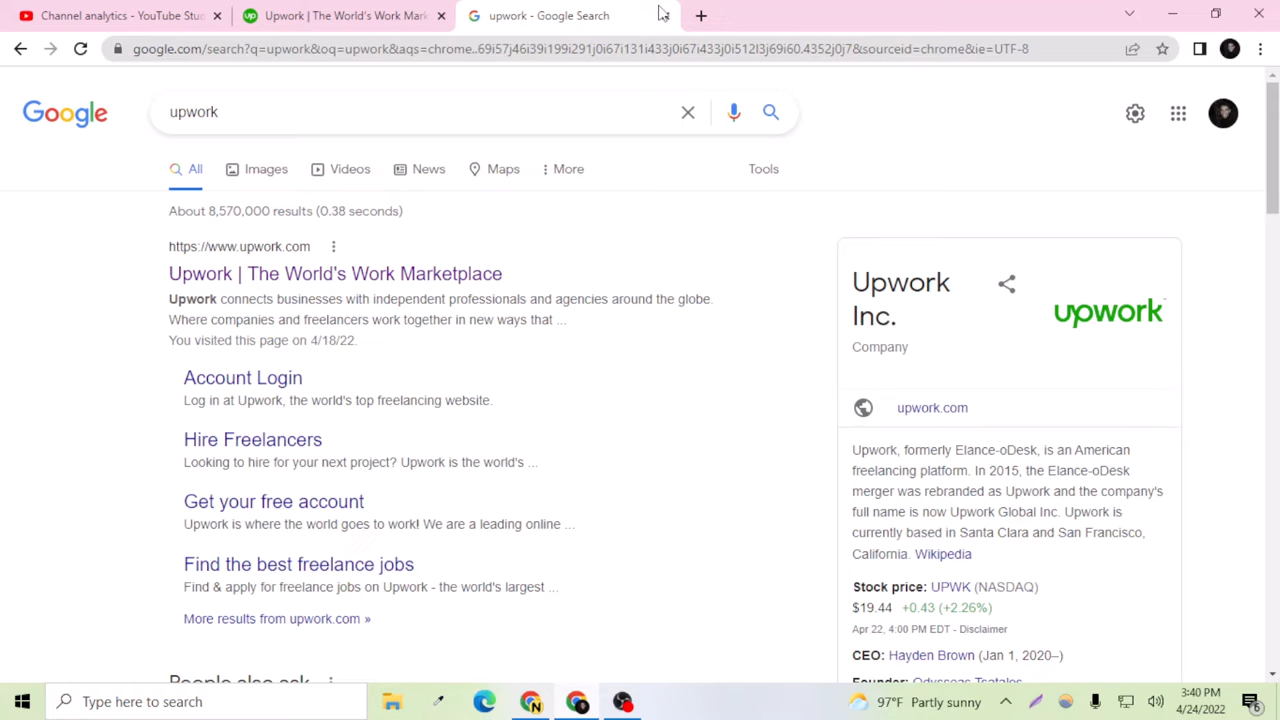 Channel analytics - YouTube Stud
Upwork | The World's Work Mark
upwork - Google Search
google.com/search?q=upwork&oq=upwork&aqs=chrome..69i57j46i39i199i291j0i67i131i433j0i67i433j0i512l3j69i60.4352j0j7&sourceid=chrome&ie=UTF-8
Google
upwork
All
Images
Videos
News
Maps
More
Tools
About 8,570,000 results (0.38 seconds)
https://www.upwork.com
Upwork | The World's Work Marketplace
Upwork connects businesses with independent professionals and agencies around the globe.
Where companies and freelancers work together in new ways that ...
You visited this page on 4/18/22.
Account Login
Log in at Upwork, the world's top freelancing website.
Hire Freelancers
Looking to hire for your next project? Upwork is the world's ...
Get your free account
Upwork is where the world goes to work! We are a leading online ...
Find the best freelance jobs
Find & apply for freelance jobs on Upwork - the world's largest ...
More results from upwork.com »
People also ask
Upwork
Inc.
Company
upwork
upwork.com
Upwork, formerly Elance-oDesk, is an American
freelancing platform. In 2015, the Elance-oDesk
merger was rebranded as Upwork and the company's
full name is now Upwork Global Inc. Upwork is
currently based in Santa Clara and San Francisco,
California. Wikipedia
Stock price: UPWK (NASDAQ)
$19.44 +0.43 (+2.26%)
Apr 22, 4:00 PM EDT - Disclaimer
CEO: Hayden Brown (Jan 1, 2020–)
Founder: Odysseas Tsatalos
Type here to search
97°F Partly sunny
3:40 PM
4/24/2022
6